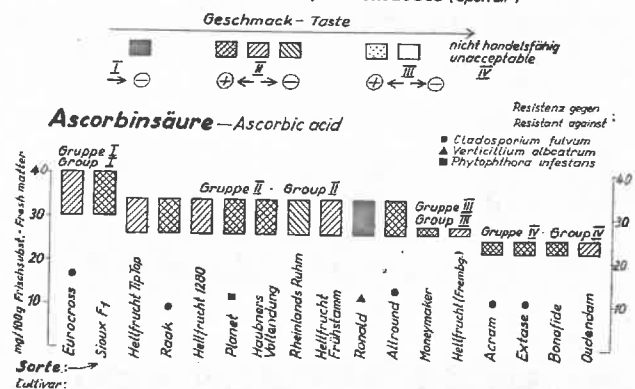 Geschmack - Taste
nicht handelsfähig
unacceptable
I II III IV
Ascorbinsäure - Ascorbic acid
Resistenz gegen
Resistant against :
● Cladosporium fulvum
▲ Verticillium alboatrum
■ Phytophthora infestans
Gruppe I
Group I
Gruppe II - Group II
Gruppe III
Group III
Gruppe IV - Group IV
mg/100g Frischsubst. - Fresh matter
40
30
20
10
40
30
20
10
Eurocross
Sioux F1
Hellfrucht TipTop
Raak
Hellfrucht 1280
Planet
Haubners Vollendung
Rheinlands Ruhm
Hellfrucht Frühstamm
Ronald
Allround
Moneymaker
Hellfrucht (Frembg.)
Acram
Extase
Bonafide
Oudendam
Sorte:
Cultivar: